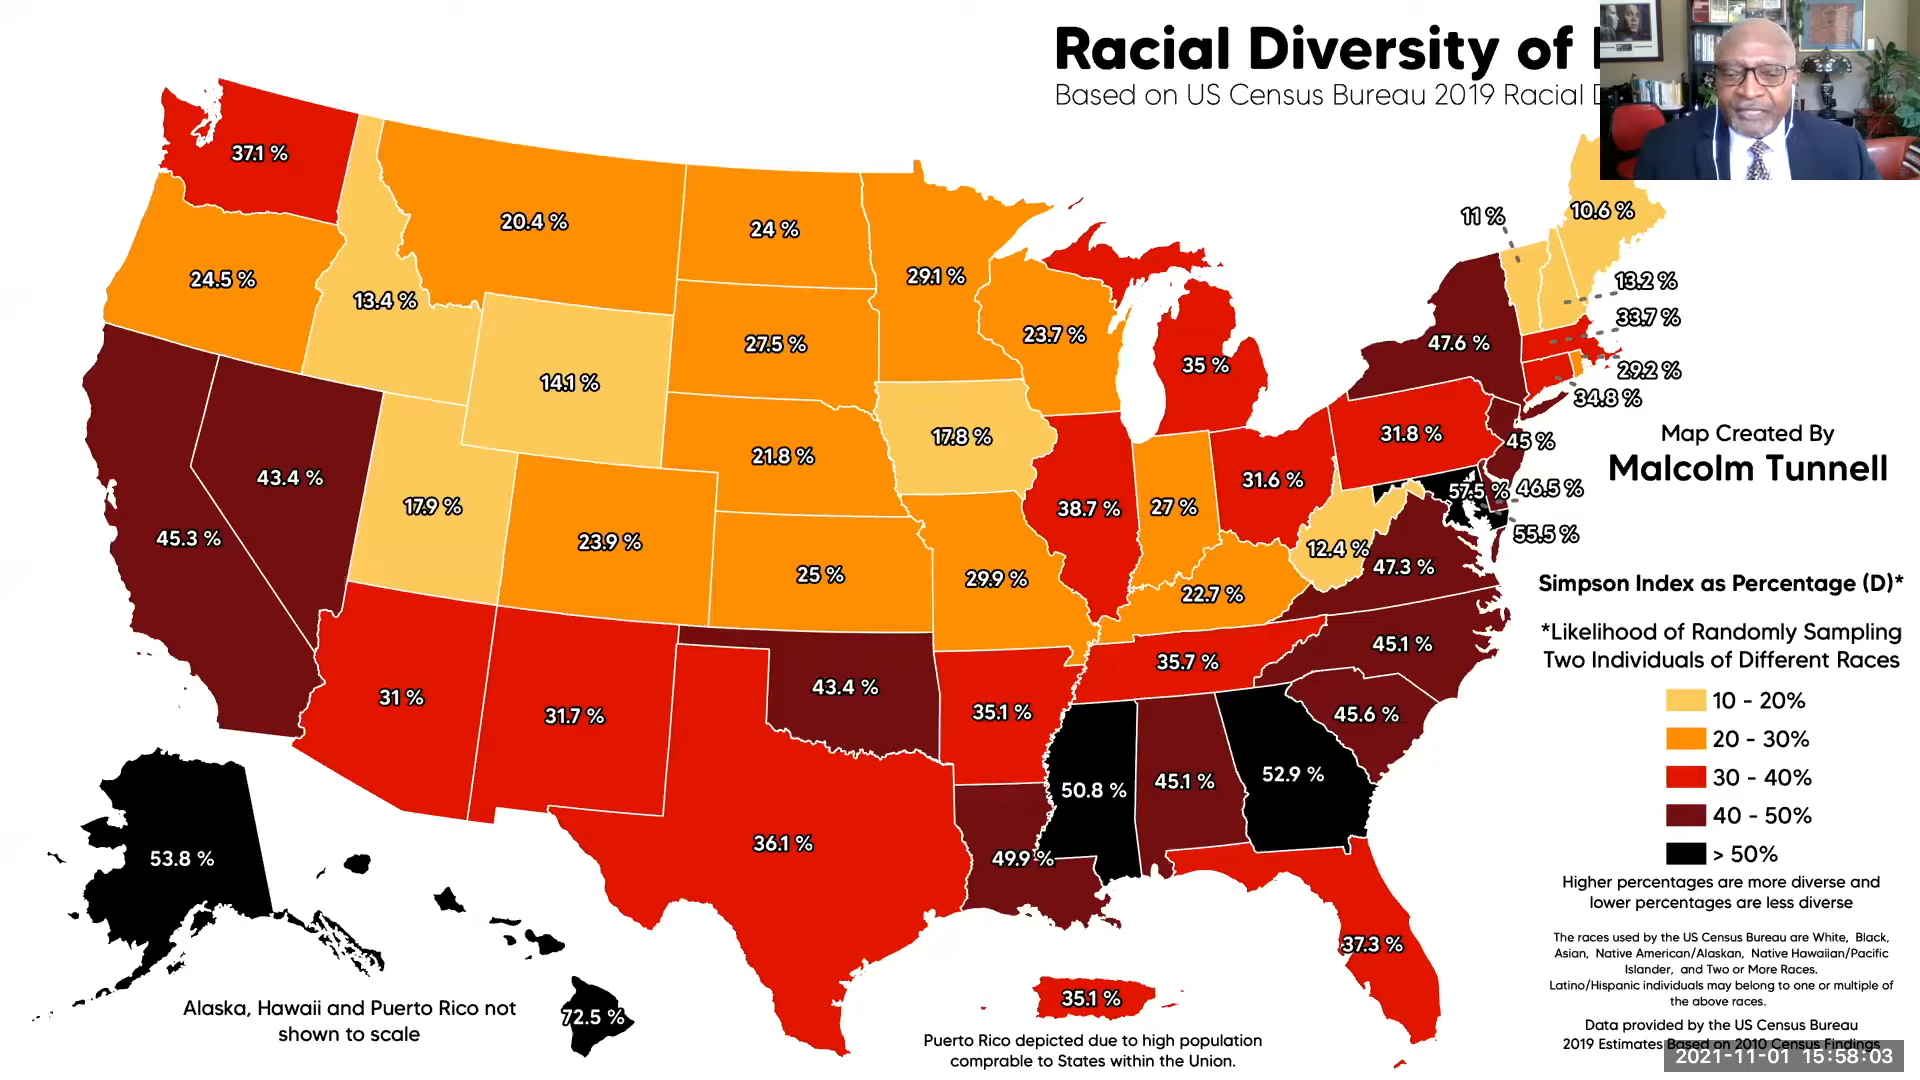 Racial Diversity of
Based on US Census Bureau 2019 Racial
37.1 %
11 %
10.6 %
20.4 %
24 %
24.5 %
29.1 %
13.4 %
13.2 %
33.7 %
27.5 %
23.7 %
47.6 %
35 %
29.2 %
14.1 %
34.8 %
17.8 %
31.8 %
45 %
Map Created By
Malcolm Tunnell
21.8 %
43.4 %
31.6 %
57.5 %
46.5 %
17.9 %
38.7 %
27 %
45.3 %
23.9 %
55.5 %
12.4 %
25 %
29.9 %
47.3 %
22.7 %
Simpson Index as Percentage (D)*
*Likelihood of Randomly Sampling
Two Individuals of Different Races
45.1 %
35.7 %
43.4 %
31 %
31.7 %
35.1 %
45.6 %
10 - 20%
20 - 30%
30 - 40%
40 - 50%
> 50%
50.8 %
45.1 %
52.9 %
36.1 %
49.9 %
53.8 %
Higher percentages are more diverse and
lower percentages are less diverse
37.3 %
The races used by the US Census Bureau are White, Black,
Asian, Native American/Alaskan, Native Hawaiian/Pacific
Islander, and Two or More Races.
Latino/Hispanic individuals may belong to one or multiple of
the above races.
72.5 %
35.1 %
Alaska, Hawaii and Puerto Rico not
shown to scale
Puerto Rico depicted due to high population
comprable to States within the Union.
Data provided by the US Census Bureau
2019 Estimates Based on 2010 Census Findings
2021-11-01 15:58:03